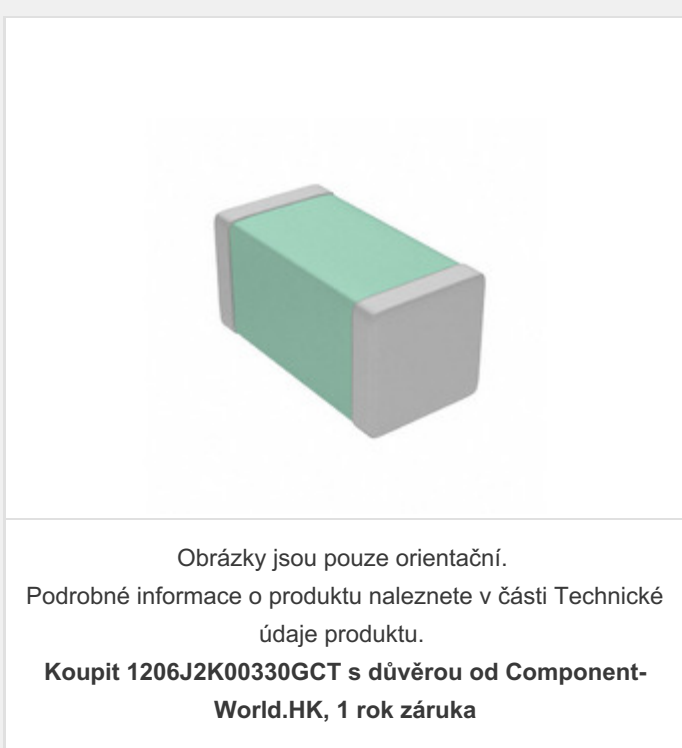 Obrázky jsou pouze orientační.
Podrobné informace o produktu naleznete v části Technické
údaje produktu.
Koupit 1206J2K00330GCT s důvěrou od Component-
World.HK, 1 rok záruka